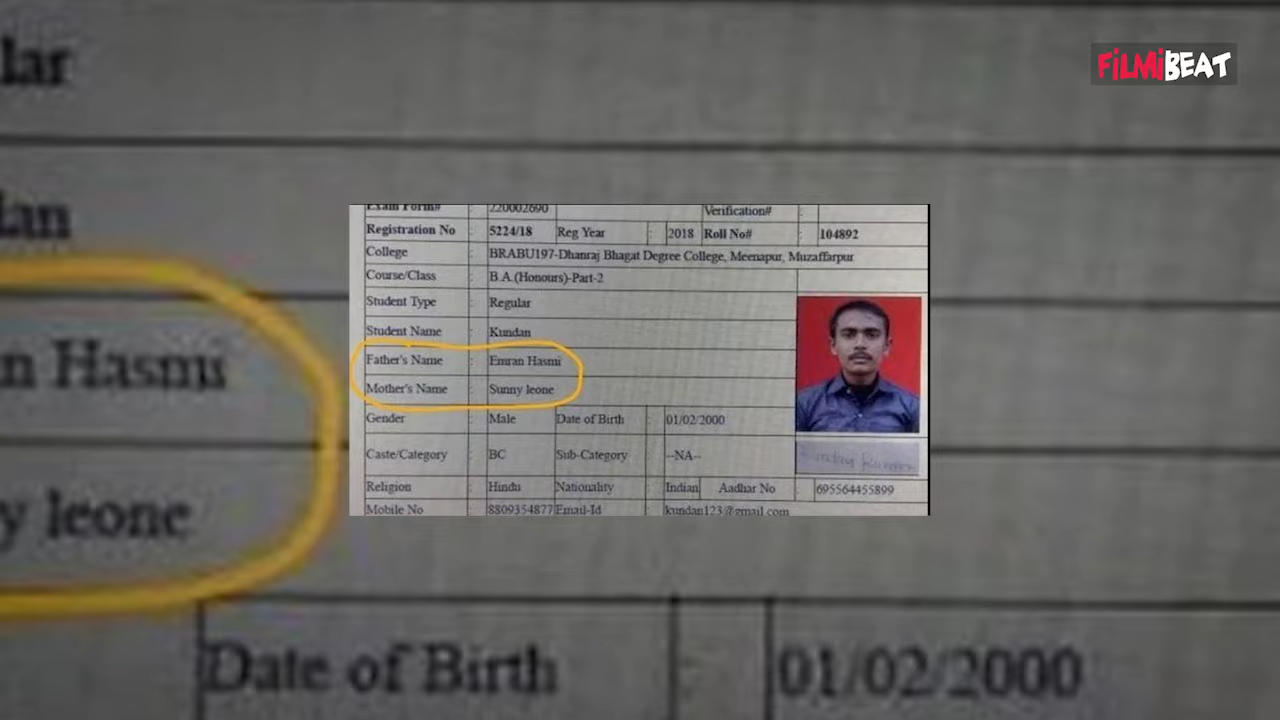 FiLMiBEAT
lar
dan
n Hasmi
y leone
Date of Birth 01/02/2000
Exam Form# : 220002690 Verification# :
Registration No : 5224/18 Reg Year : 2018 Roll No# : 104892
College : BRABU197-Dhanraj Bhagat Degree College, Meenapur, Muzaffarpur
Course/Class : B.A.(Honours)-Part-2
Student Type : Regular
Student Name : Kundan
Father's Name : Emran Hasmi
Mother's Name : Sunny leone
Gender : Male Date of Birth : 01/02/2000
Caste/Category : BC Sub-Category : --NA--
Religion : Hindu Nationality : Indian Aadhar No : 695564455899
Mobile No : 8809354877 Email-Id : kundan123@gmail.com